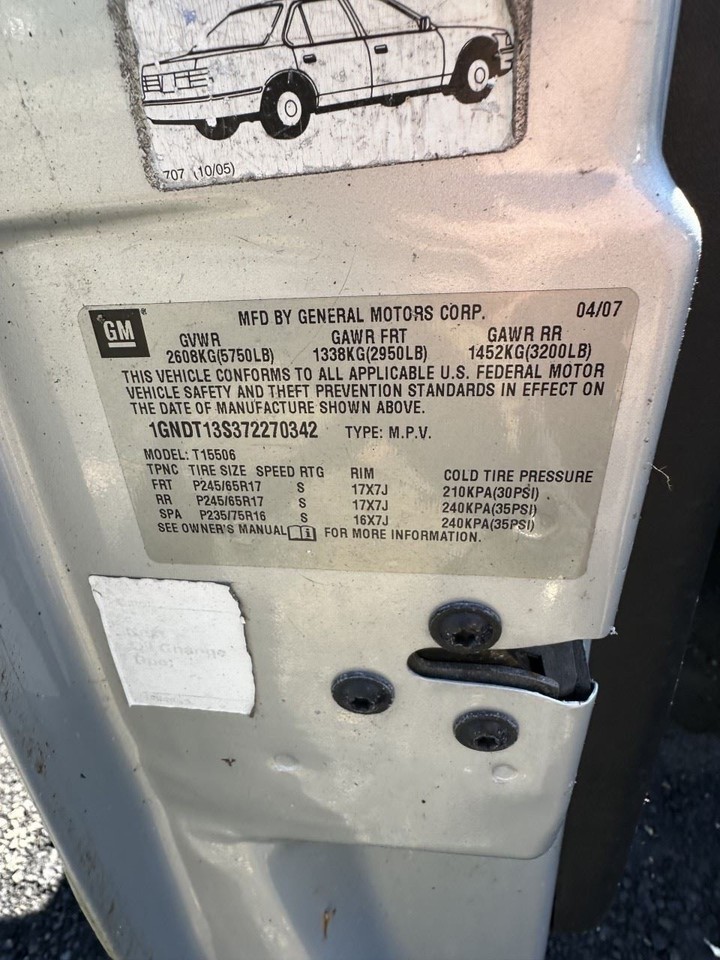 707 (10/05)
GM
MFD BY GENERAL MOTORS CORP. 04/07
GVWR GAWR FRT GAWR RR
2608KG(5750LB) 1338KG(2950LB) 1452KG(3200LB)
THIS VEHICLE CONFORMS TO ALL APPLICABLE U.S. FEDERAL MOTOR
VEHICLE SAFETY AND THEFT PREVENTION STANDARDS IN EFFECT ON
THE DATE OF MANUFACTURE SHOWN ABOVE.
1GNDT13S372270342 TYPE: M.P.V.
MODEL: T15506
TPNC TIRE SIZE SPEED RTG RIM COLD TIRE PRESSURE
FRT P245/65R17 S 17X7J 210KPA(30PSI)
RR P245/65R17 S 17X7J 240KPA(35PSI)
SPA P235/75R16 S 16X7J 240KPA(35PSI)
SEE OWNER'S MANUAL FOR MORE INFORMATION.
Oil Change
Due: